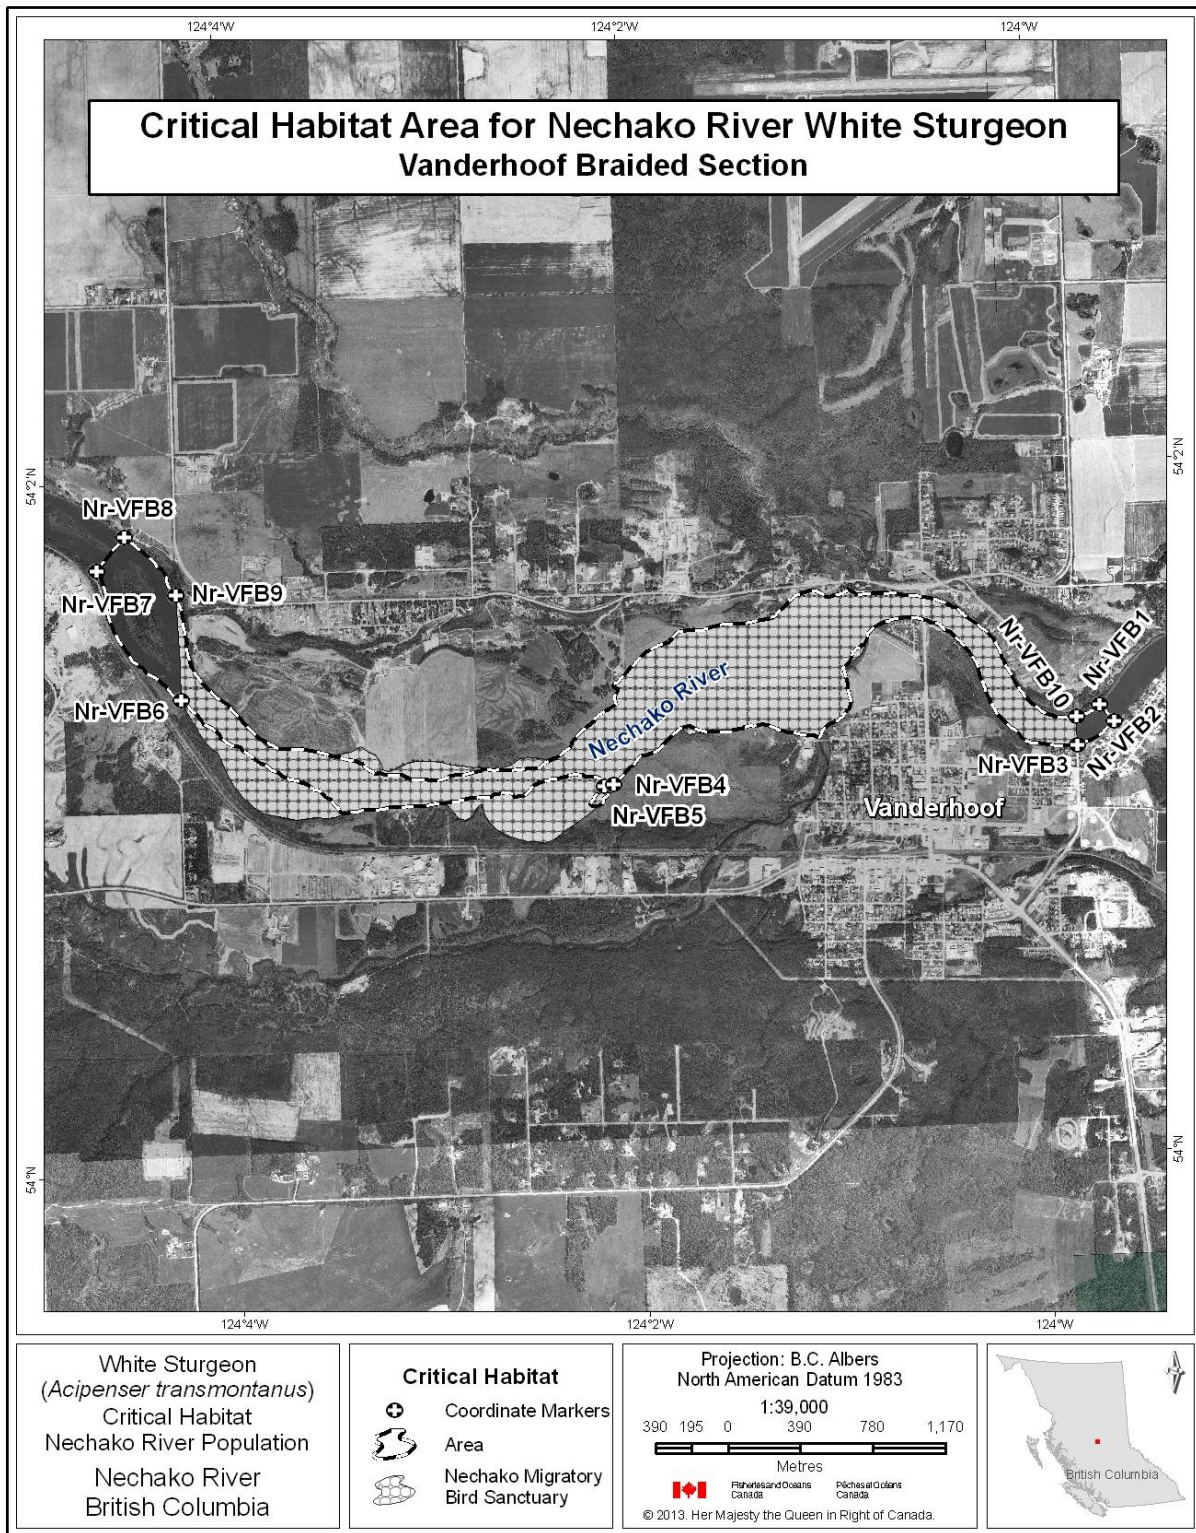 124°4'W
124°2'W
124°W
Critical Habitat Area for Nechako River White Sturgeon
Vanderhoof Braided Section
54°2'N
54°2'N
Nr-VFB8
Nr-VFB7
Nr-VFB9
Nr-VFB6
Nechako River
Nr-VFB10
Nr-VFB1
Nr-VFB2
Nr-VFB3
Nr-VFB4
Nr-VFB5
Vanderhoof
54°N
54°N
124°4'W
124°2'W
124°W
White Sturgeon
(Acipenser transmontanus)
Critical Habitat
Nechako River Population
Nechako River
British Columbia
Critical Habitat
Coordinate Markers
Area
Nechako Migratory
Bird Sanctuary
Projection: B.C. Albers
North American Datum 1983
1:39,000
390 195 0 390 780 1,170
Metres
Fisheries and Oceans
Canada
Pêches et Océans
Canada
© 2013. Her Majesty the Queen in Right of Canada.
British Columbia